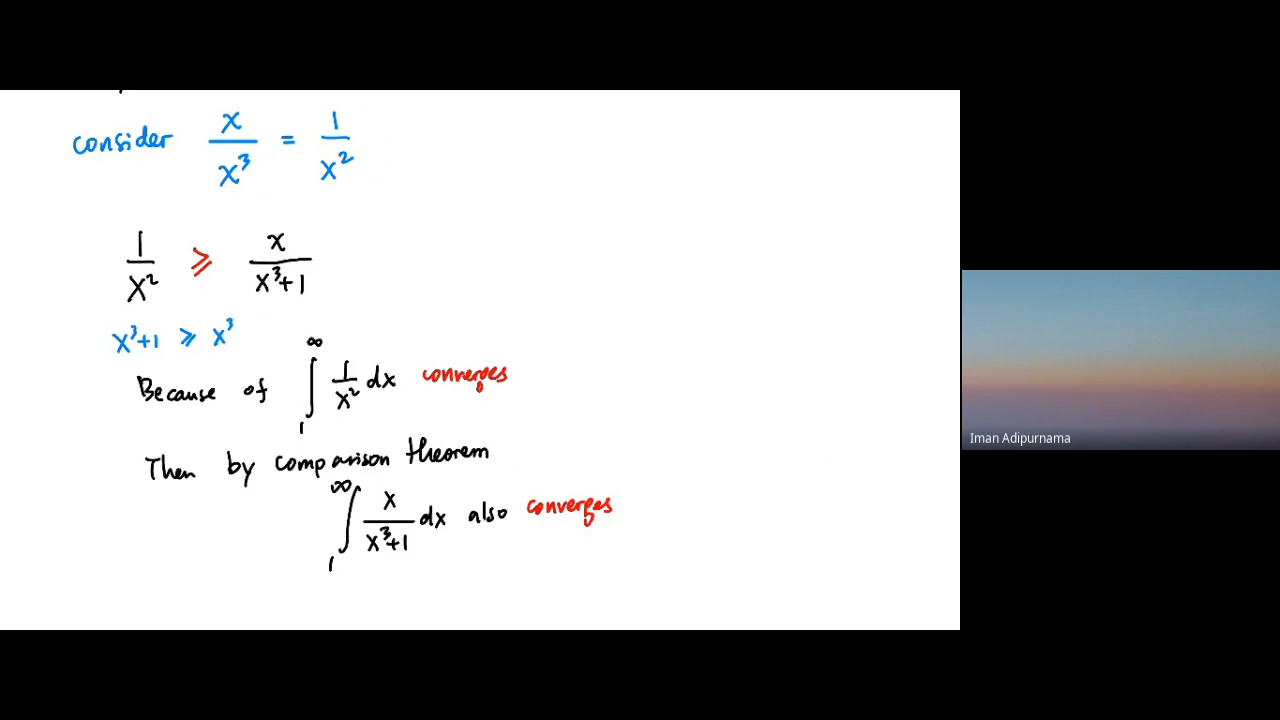 consider x/x³ = 1/x²
1/x² ⩾ x/(x³+1)
x³+1 ⩾ x³
Because of ∫₁^∞ 1/x² dx converges
Then by comparison theorem
∫₁^∞ x/(x³+1) dx also converges
Iman Adipurnama